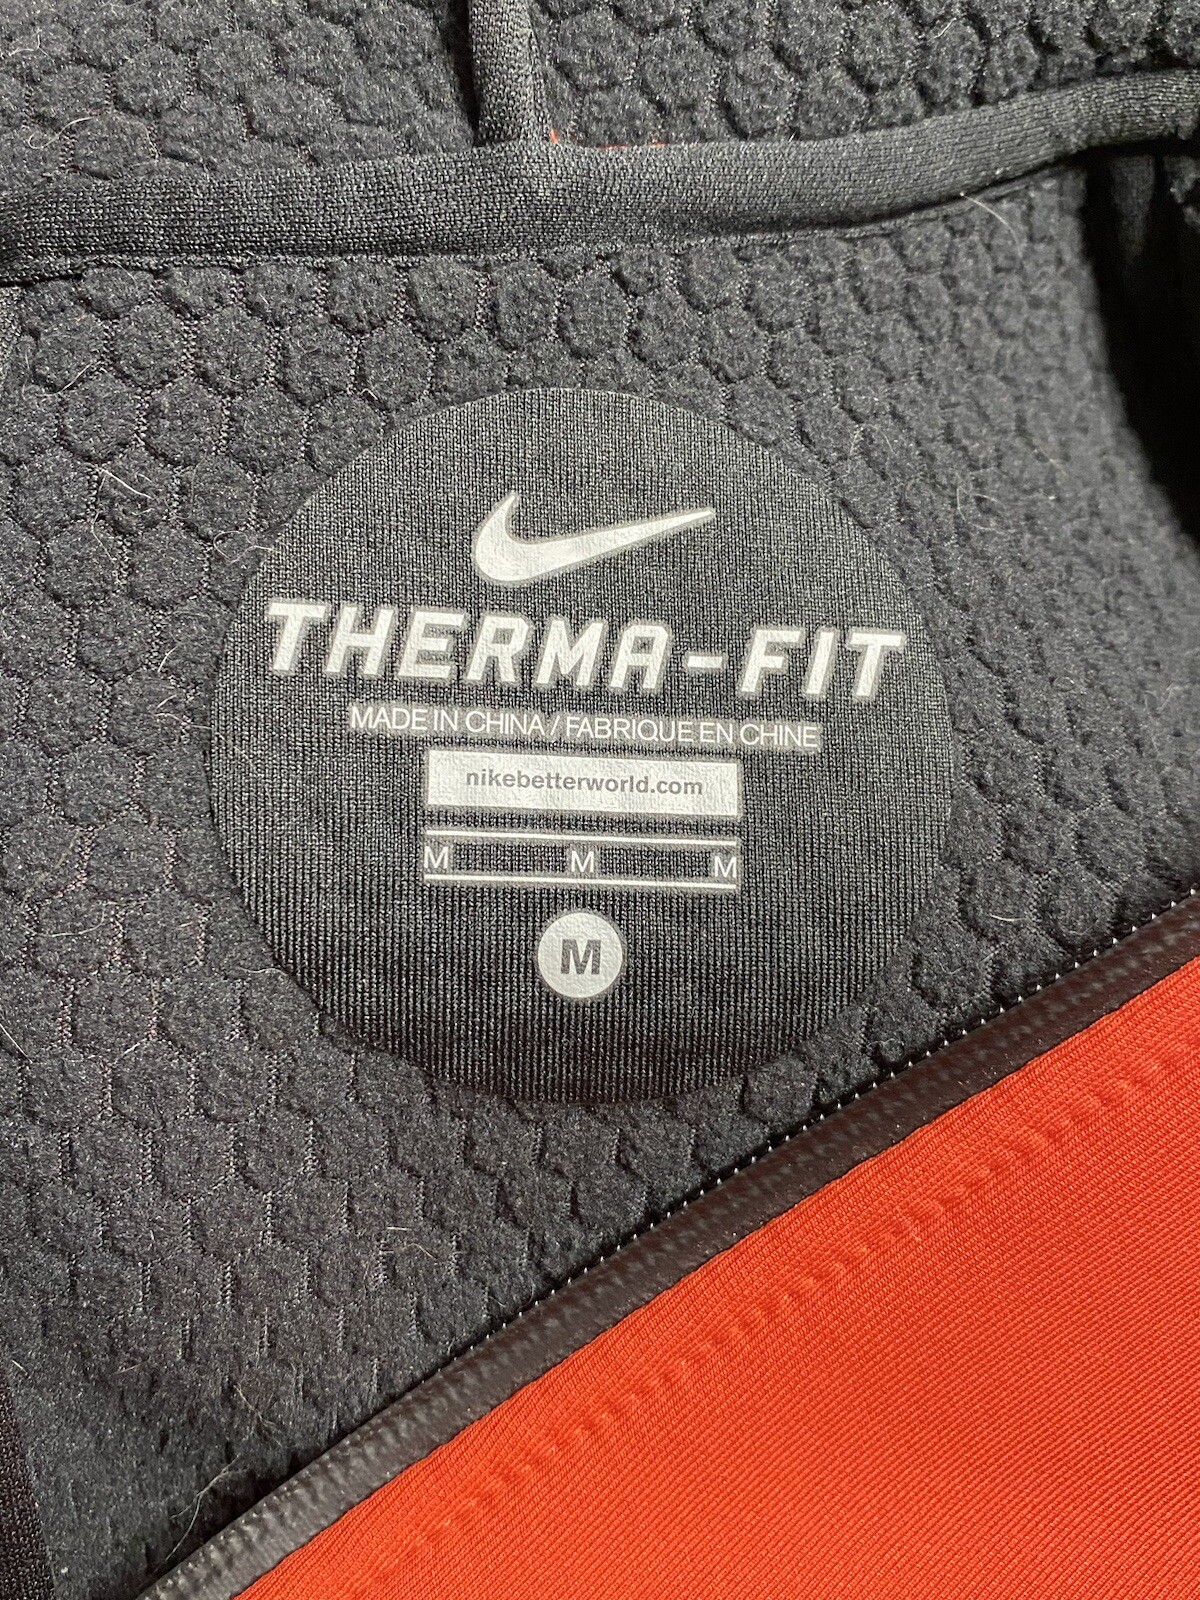 THERMA-FIT
MADE IN CHINA / FABRIQUE EN CHINE
nikebetterworld.com
M M M
M